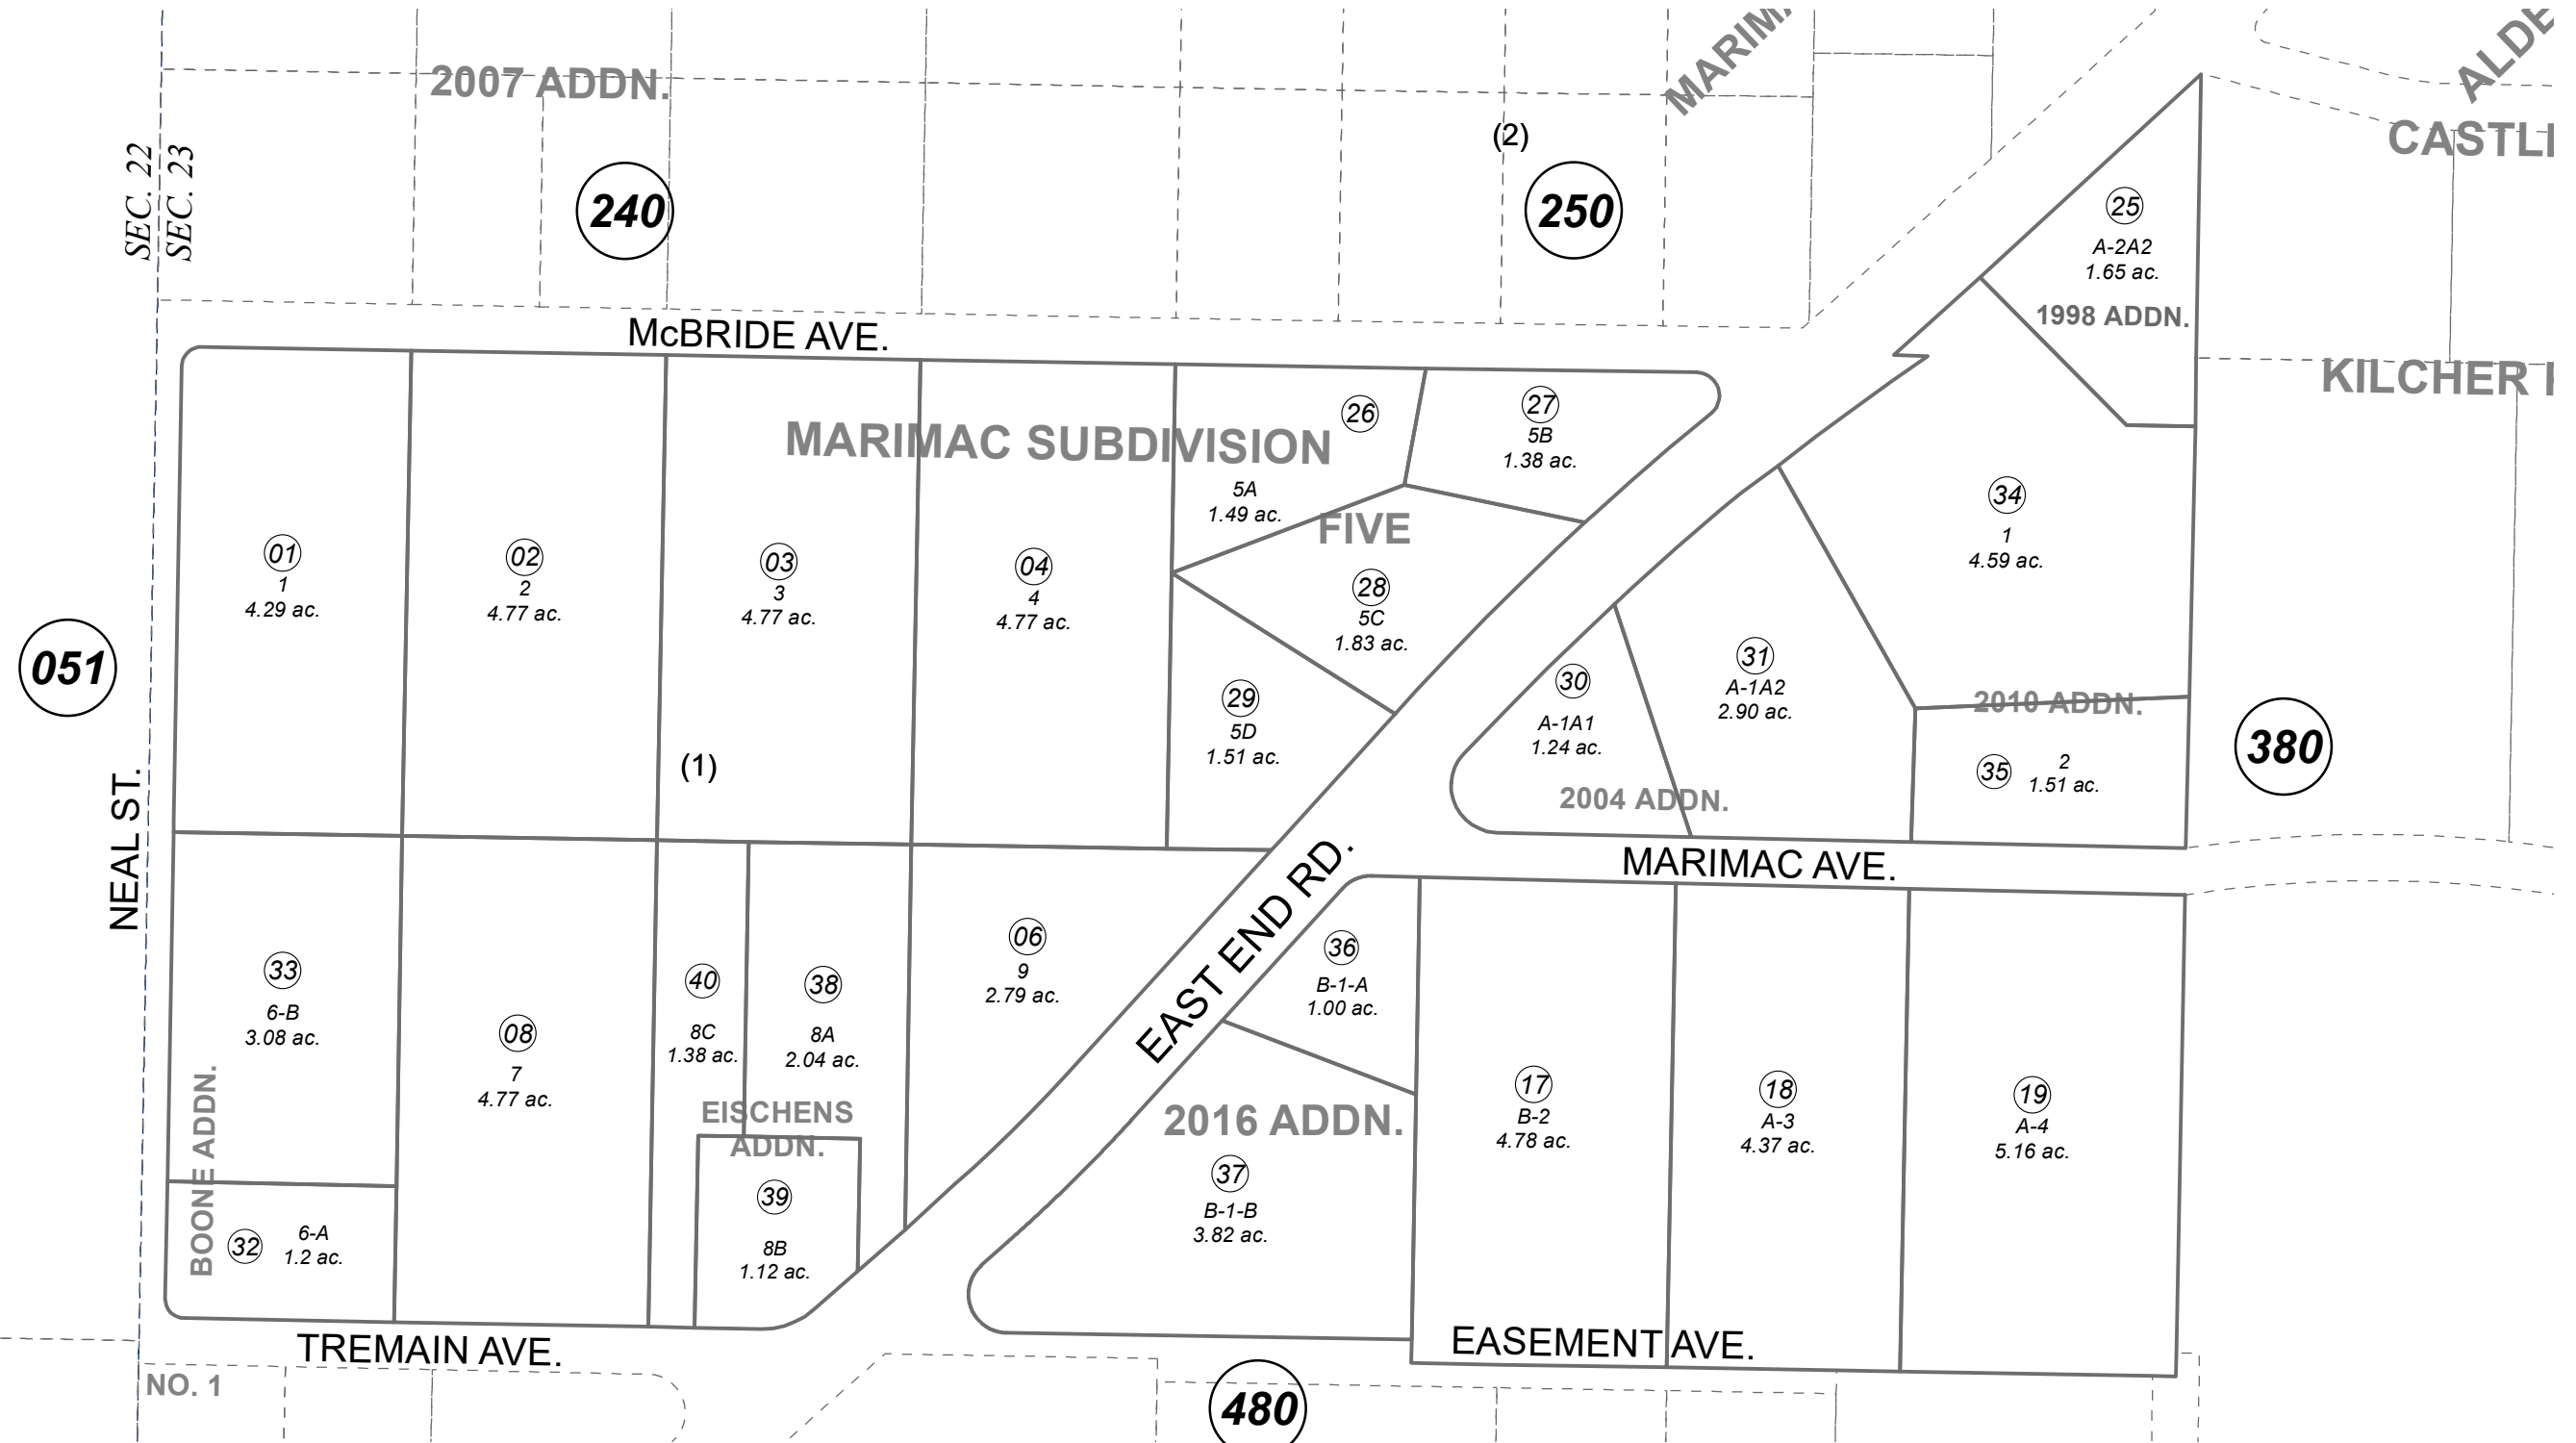 2007 ADDN.
MARIMA
ALDE
CASTL
(2)
SEC. 22
SEC. 23
240
250
25
A-2A2
1.65 ac.
1998 ADDN.
McBRIDE AVE.
KILCHER
MARIMAC SUBDIVISION
FIVE
26
5A
1.49 ac.
27
5B
1.38 ac.
34
1
4.59 ac.
01
1
4.29 ac.
02
2
4.77 ac.
03
3
4.77 ac.
04
4
4.77 ac.
28
5C
1.83 ac.
051
29
5D
1.51 ac.
30
A-1A1
1.24 ac.
31
A-1A2
2.90 ac.
2010 ADDN.
35
2
1.51 ac.
380
(1)
2004 ADDN.
NEAL ST.
MARIMAC AVE.
EAST END RD.
33
6-B
3.08 ac.
08
7
4.77 ac.
40
8C
1.38 ac.
38
8A
2.04 ac.
06
9
2.79 ac.
36
B-1-A
1.00 ac.
17
B-2
4.78 ac.
18
A-3
4.37 ac.
19
A-4
5.16 ac.
BOONE ADDN.
EISCHENS
ADDN.
2016 ADDN.
37
B-1-B
3.82 ac.
39
8B
1.12 ac.
32
6-A
1.2 ac.
TREMAIN AVE.
EASEMENT AVE.
NO. 1
480